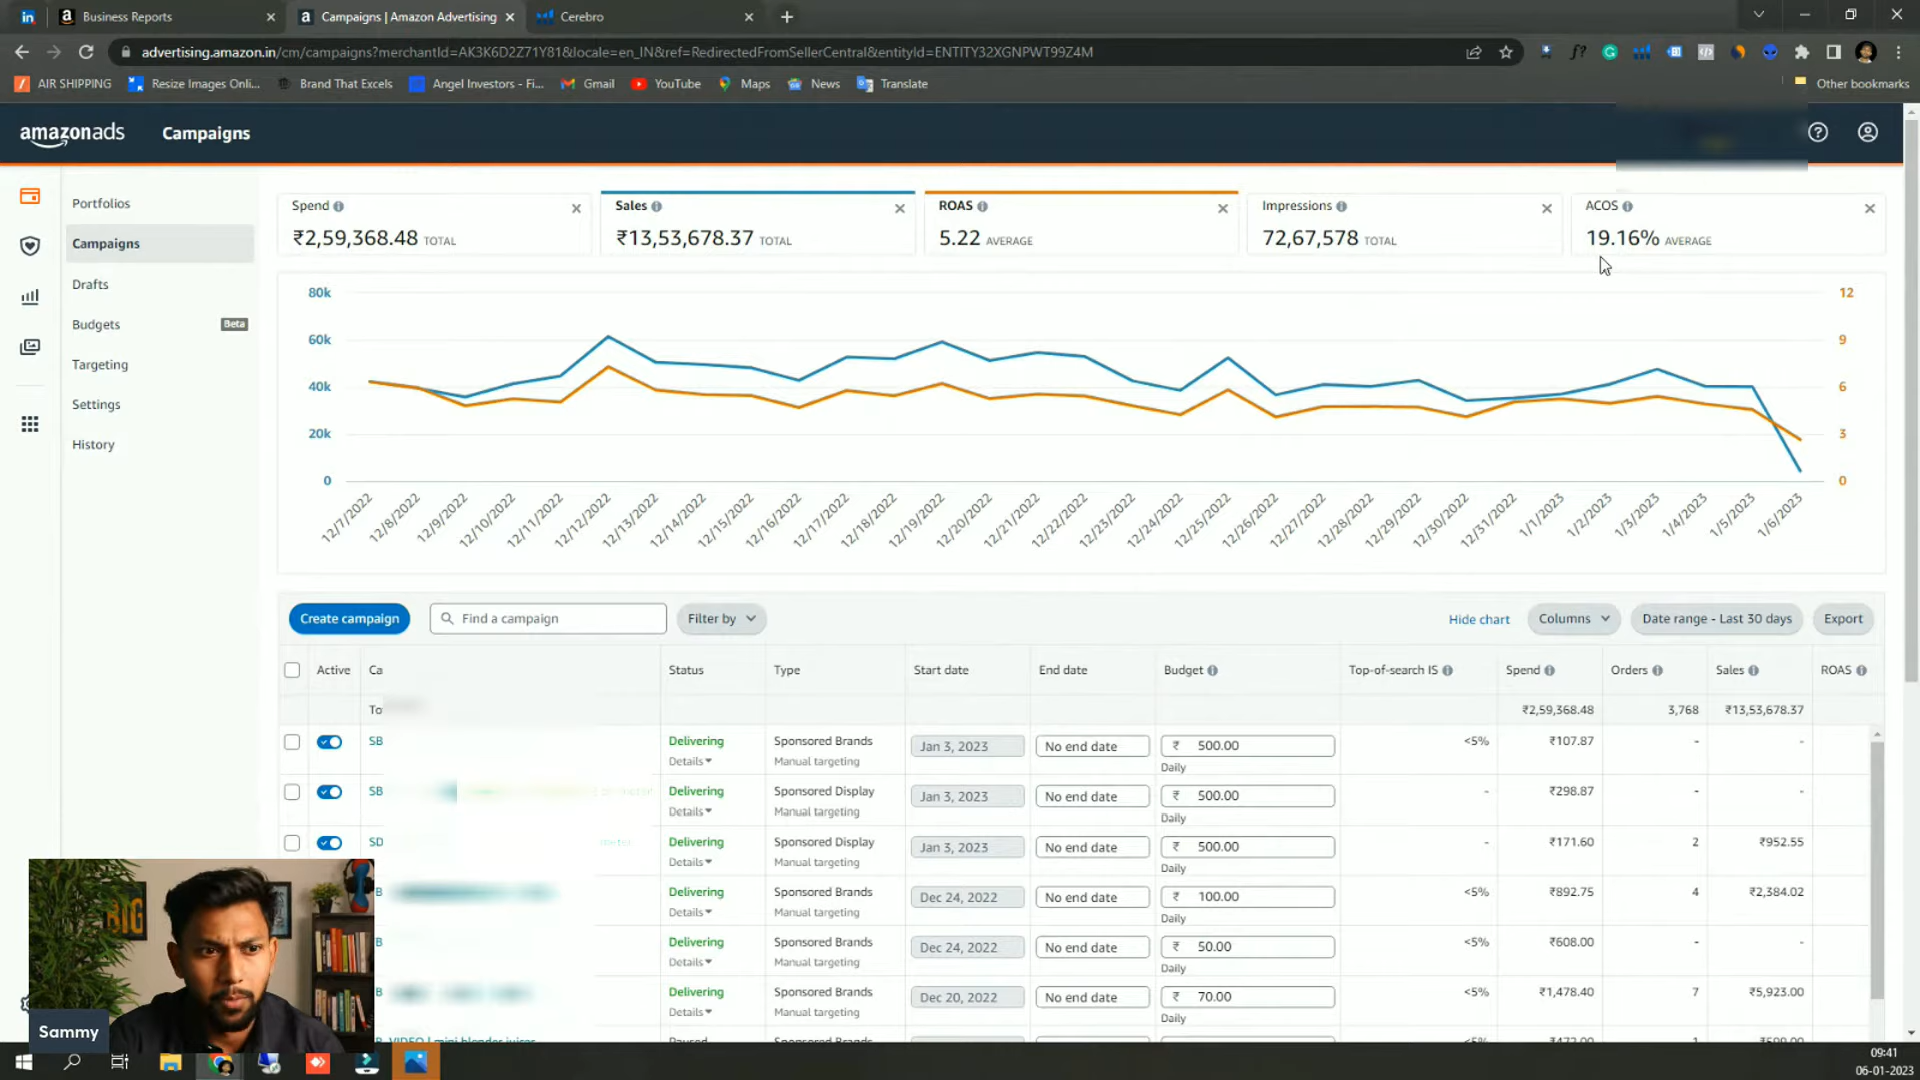 Business Reports
Campaigns | Amazon Advertising
Cerebro
advertising.amazon.in/cm/campaigns?merchantId=AK3K6D2Z71Y81&locale=en_IN&ref=RedirectedFromSellerCentral&entityId=ENTITY32XGNPWT99Z4M
AIR SHIPPING
Resize Images Onli...
Brand That Excels
Angel Investors - Fi...
Gmail
YouTube
Maps
News
Translate
Other bookmarks
amazonads
Campaigns
Portfolios
Campaigns
Drafts
Budgets Beta
Targeting
Settings
History
Spend
₹2,59,368.48 TOTAL
Sales
₹13,53,678.37 TOTAL
ROAS
5.22 AVERAGE
Impressions
72,67,578 TOTAL
ACOS
19.16% AVERAGE
80k
60k
40k
20k
0
12
9
6
3
0
12/7/2022
12/8/2022
12/9/2022
12/10/2022
12/11/2022
12/12/2022
12/13/2022
12/14/2022
12/15/2022
12/16/2022
12/17/2022
12/18/2022
12/19/2022
12/20/2022
12/21/2022
12/22/2022
12/23/2022
12/24/2022
12/25/2022
12/26/2022
12/27/2022
12/28/2022
12/29/2022
12/30/2022
12/31/2022
1/1/2023
1/2/2023
1/3/2023
1/4/2023
1/5/2023
1/6/2023
Create campaign
Find a campaign
Filter by
Hide chart
Columns
Date range - Last 30 days
Export
Active Ca Status Type Start date End date Budget Top-of-search IS Spend Orders Sales ROAS
To ₹2,59,368.48 3,768 ₹13,53,678.37
SB Delivering Sponsored Brands Jan 3, 2023 No end date ₹ 500.00 <5% ₹107.87 - -
Details Manual targeting Daily
SB Delivering Sponsored Display Jan 3, 2023 No end date ₹ 500.00 - ₹298.87 - -
Details Manual targeting Daily
SD Delivering Sponsored Display Jan 3, 2023 No end date ₹ 500.00 - ₹171.60 2 ₹952.55
Details Manual targeting Daily
B Delivering Sponsored Brands Dec 24, 2022 No end date ₹ 100.00 <5% ₹892.75 4 ₹2,384.02
Details Manual targeting Daily
B Delivering Sponsored Brands Dec 24, 2022 No end date ₹ 50.00 <5% ₹608.00 - -
Details Manual targeting Daily
B Delivering Sponsored Brands Dec 20, 2022 No end date ₹ 70.00 <5% ₹1,478.40 7 ₹5,923.00
Details Manual targeting Daily
BIG
Sammy
09:41
06-01-2023